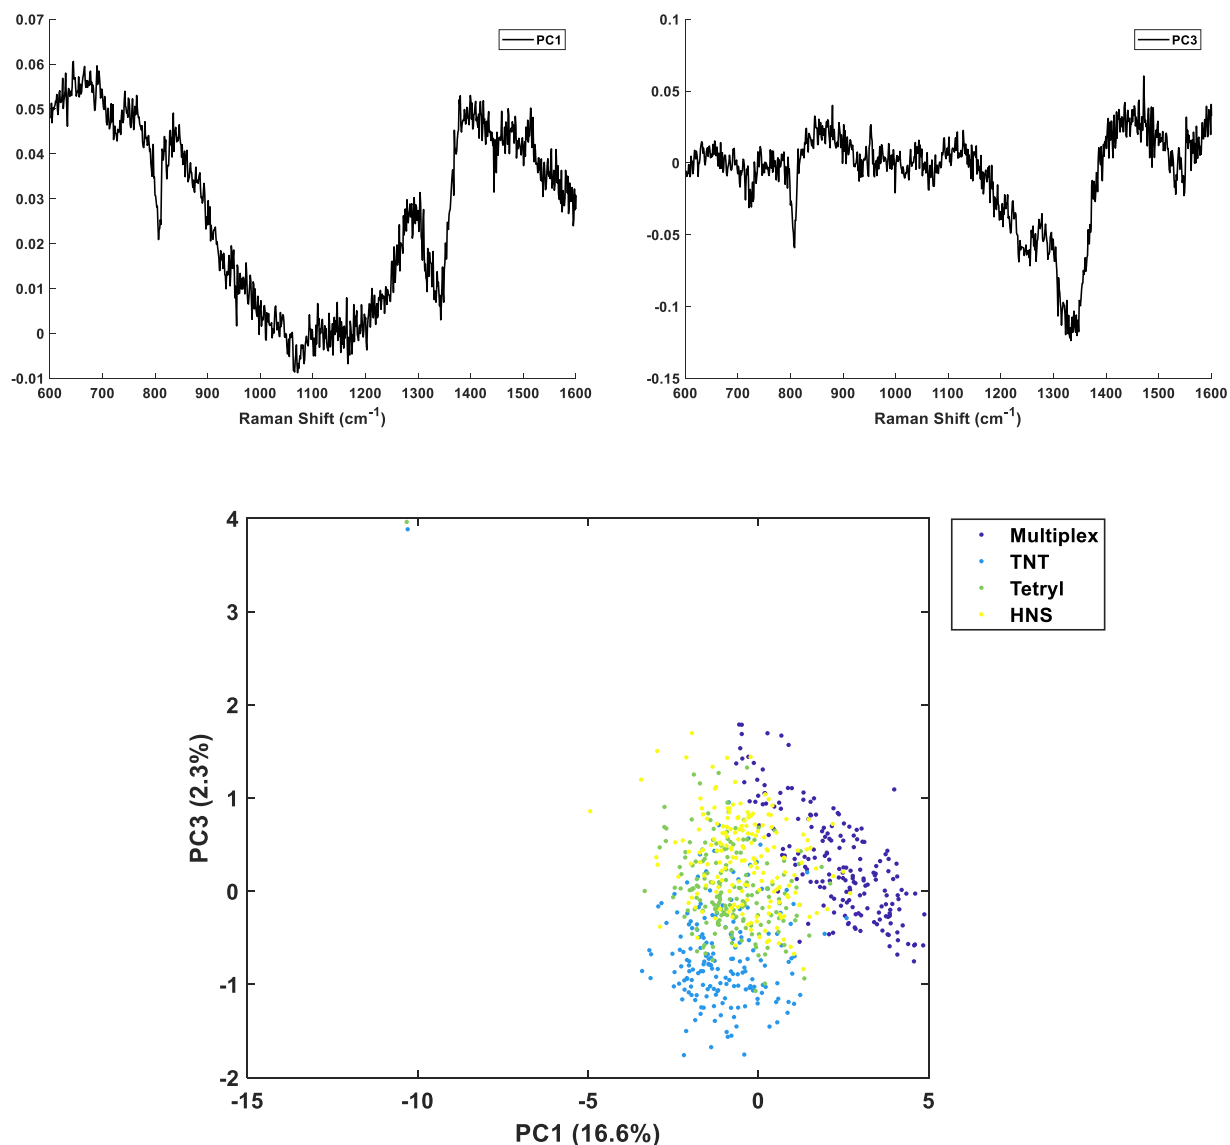 0.07
0.06
0.05
0.04
0.03
0.02
0.01
0
-0.01
600 700 800 900 1000 1100 1200 1300 1400 1500 1600
Raman Shift (cm-1)
PC1
0.1
0.05
0
-0.05
-0.1
-0.15
600 700 800 900 1000 1100 1200 1300 1400 1500 1600
Raman Shift (cm-1)
PC3
4
3
2
1
0
-1
-2
PC3 (2.3%)
-15 -10 -5 0 5
PC1 (16.6%)
Multiplex
TNT
Tetryl
HNS